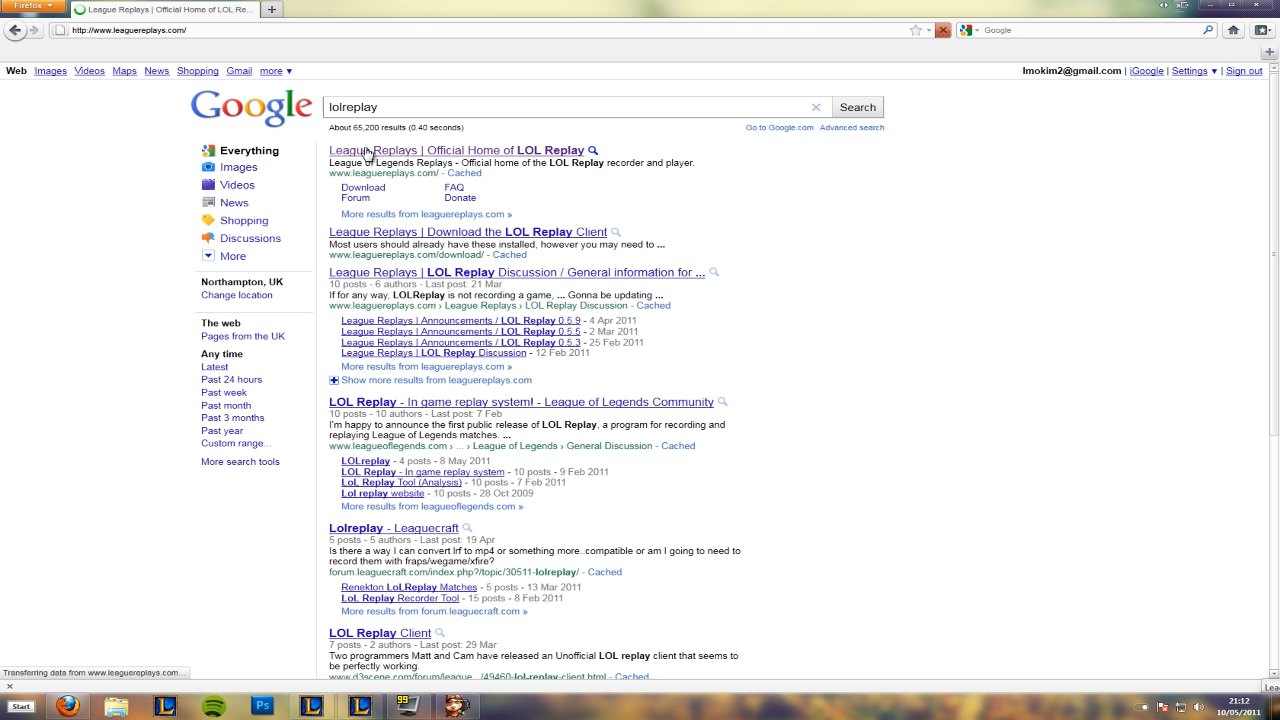 Firefox
League Replays | Official Home of LOL Re...
http://www.leaguereplays.com/
Google
Web Images Videos Maps News Shopping Gmail more ▼
lmokim2@gmail.com | iGoogle | Settings ▼ | Sign out
Google
lolreplay
Search
About 65,200 results (0.40 seconds)
Go to Google.com Advanced search
Everything
Images
Videos
News
Shopping
Discussions
More
Northampton, UK
Change location
The web
Pages from the UK
Any time
Latest
Past 24 hours
Past week
Past month
Past 3 months
Past year
Custom range...
More search tools
League Replays | Official Home of LOL Replay
League of Legends Replays - Official home of the LOL Replay recorder and player.
www.leaguereplays.com/ - Cached
Download FAQ
Forum Donate
More results from leaguereplays.com »
League Replays | Download the LOL Replay Client
Most users should already have these installed, however you may need to ...
www.leaguereplays.com/download/ - Cached
League Replays | LOL Replay Discussion / General information for ...
10 posts - 6 authors - Last post: 21 Mar
If for any way, LOLReplay is not recording a game, ... Gonna be updating ...
www.leaguereplays.com › League Replays › LOL Replay Discussion - Cached
League Replays | Announcements / LOL Replay 0.5.9 - 4 Apr 2011
League Replays | Announcements / LOL Replay 0.5.5 - 2 Mar 2011
League Replays | Announcements / LOL Replay 0.5.3 - 25 Feb 2011
League Replays | LOL Replay Discussion - 12 Feb 2011
More results from leaguereplays.com »
Show more results from leaguereplays.com
LOL Replay - In game replay system! - League of Legends Community
10 posts - 10 authors - Last post: 7 Feb
I'm happy to announce the first public release of LOL Replay, a program for recording and
replaying League of Legends matches. ...
www.leagueoflegends.com › ... › League of Legends › General Discussion - Cached
LOLreplay - 4 posts - 8 May 2011
LOL Replay - In game replay system - 10 posts - 9 Feb 2011
LoL Replay Tool (Analysis) - 10 posts - 7 Feb 2011
Lol replay website - 10 posts - 28 Oct 2009
More results from leagueoflegends.com »
Lolreplay - Leaguecraft
5 posts - 5 authors - Last post: 19 Apr
Is there a way I can convert lrf to mp4 or something more..compatible or am I going to need to
record them with fraps/wegame/xfire?
forum.leaguecraft.com/index.php?/topic/30511-lolreplay/ - Cached
Renekton LoLReplay Matches - 5 posts - 13 Mar 2011
LoL Replay Recorder Tool - 15 posts - 8 Feb 2011
More results from forum.leaguecraft.com »
LOL Replay Client
7 posts - 2 authors - Last post: 29 Mar
Two programmers Matt and Cam have released an Unofficial LOL replay client that seems to
be perfectly working.
www.d3scene.com/forum/league.../49460-lol-replay-client.html - Cached
Transferring data from www.leaguereplays.com...
Lea
Start
Ps
99
21:12
10/05/2011